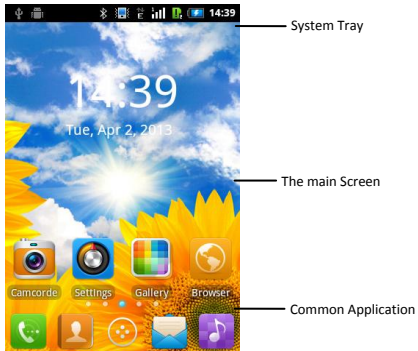 14:39
System Tray
14:39
Tue, Apr 2, 2013
The main Screen
Camcorde Settings Gallery Browser
Common Application